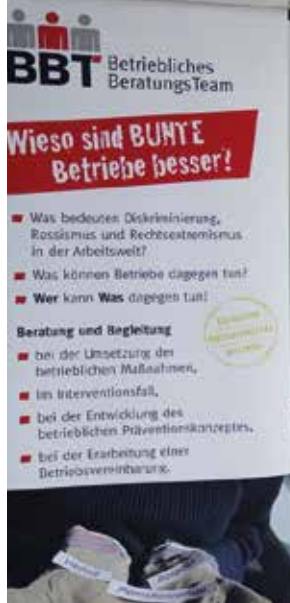 BBT Betriebliches
BeratungsTeam
Wieso sind BUNTE
Betriebe besser!
Was bedeuten Diskriminierung,
Rassismus und Rechtsextremismus
in der Arbeitswelt?
Was können Betriebe dagegen tun?
Wer kann Was dagegen tun?
Beratung und Begleitung
bei der Umsetzung der
betrieblichen Maßnahmen,
im Interventionsfall,
bei der Entwicklung des
betrieblichen Präventionskonzeptes,
bei der Erarbeitung einer
Betriebsvereinbarung.